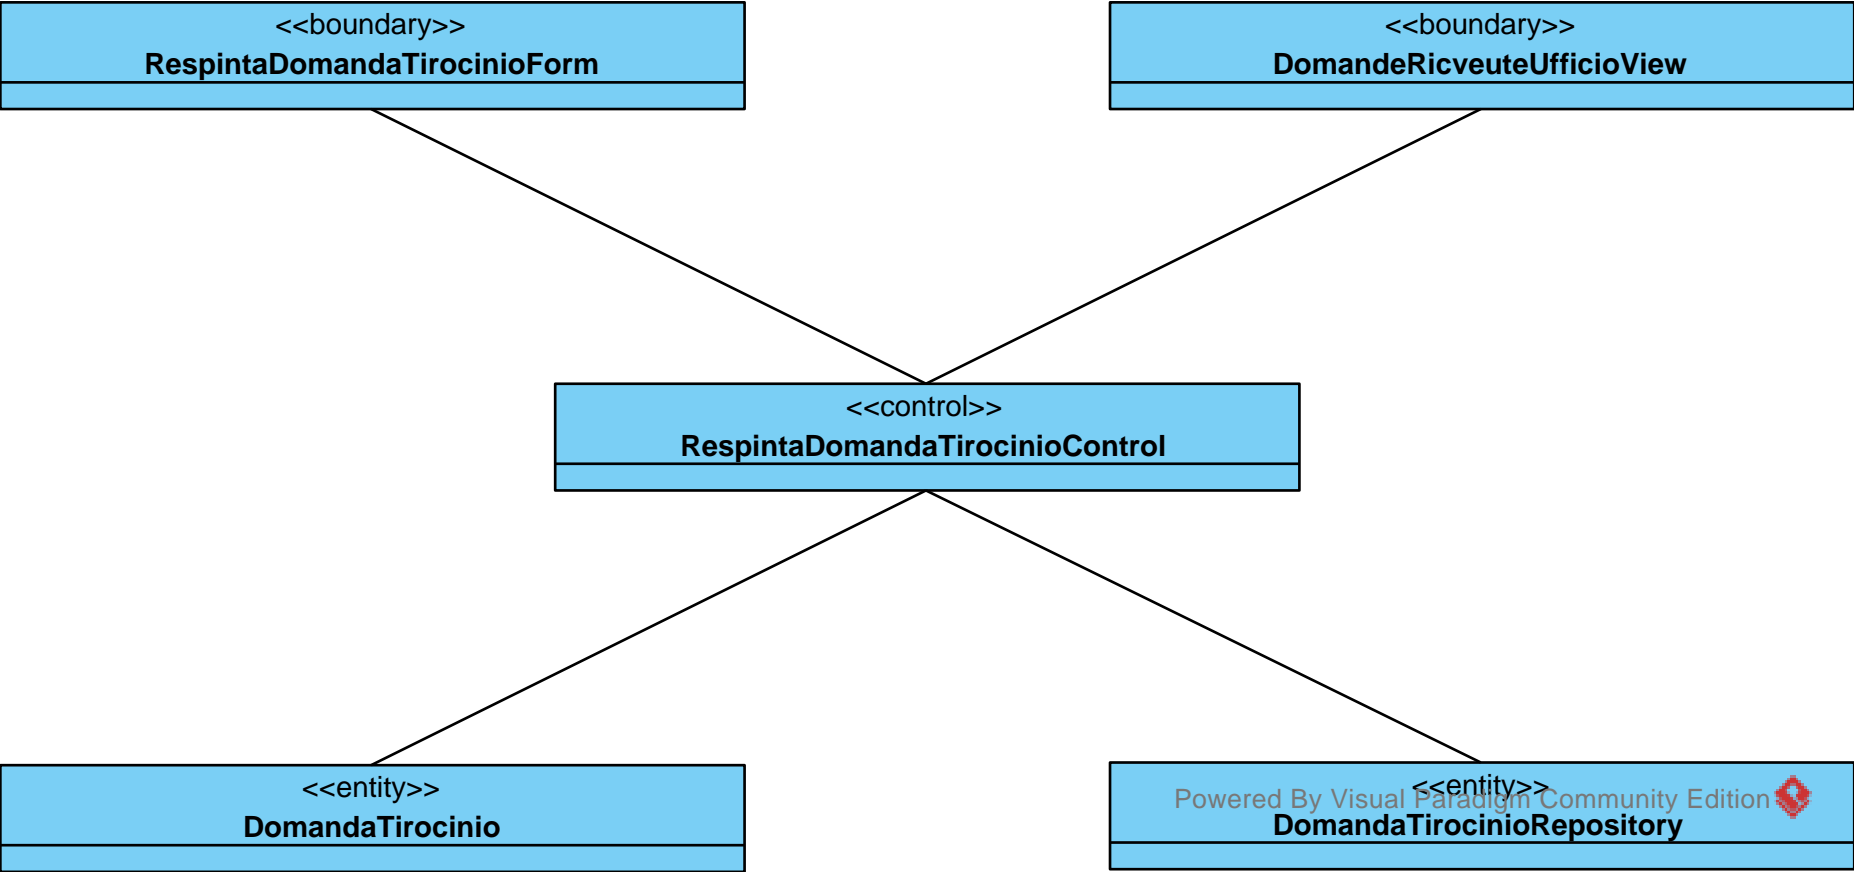 <<boundary>>
RespintaDomandaTirocinioForm
<<boundary>>
DomandeRicveuteUfficioView
<<control>>
RespintaDomandaTirocinioControl
<<entity>>
DomandaTirocinio
<<entity>>
Powered By Visual Paradigm Community Edition
DomandaTirocinioRepository